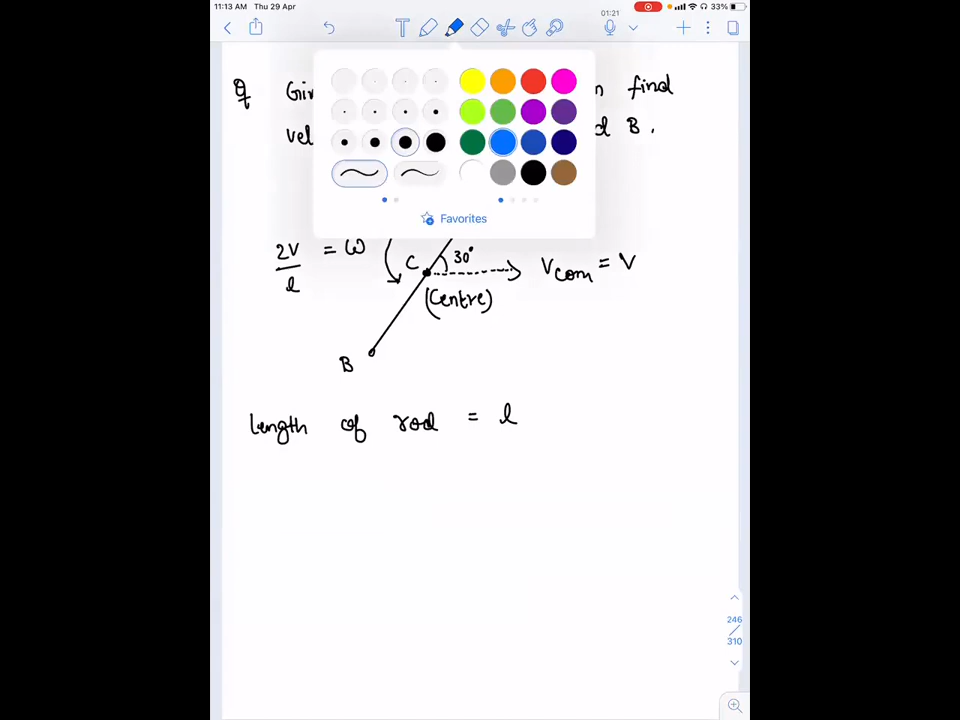 11:13 AM Thu 29 Apr 33%
01:21
Q Giv n find
vel d B.
Favorites
2V/l = ω C 30° Vcom = V
(Centre)
B
length of rod = l
246
310